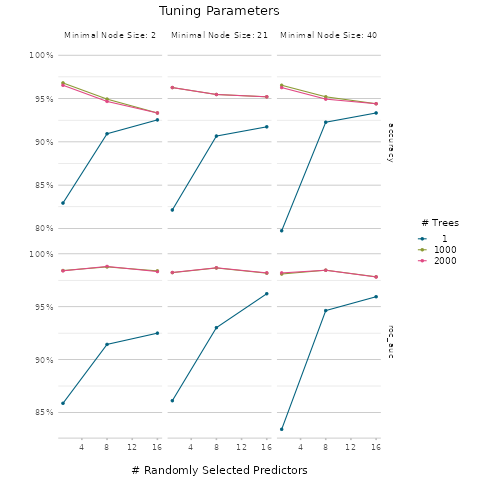 Tuning Parameters
Minimal Node Size: 2 Minimal Node Size: 21 Minimal Node Size: 40
100%
95%
90%
85%
80%
accuracy
100%
95%
90%
85%
roc_auc
4 8 12 16 4 8 12 16 4 8 12 16
# Randomly Selected Predictors
# Trees
1
1000
2000